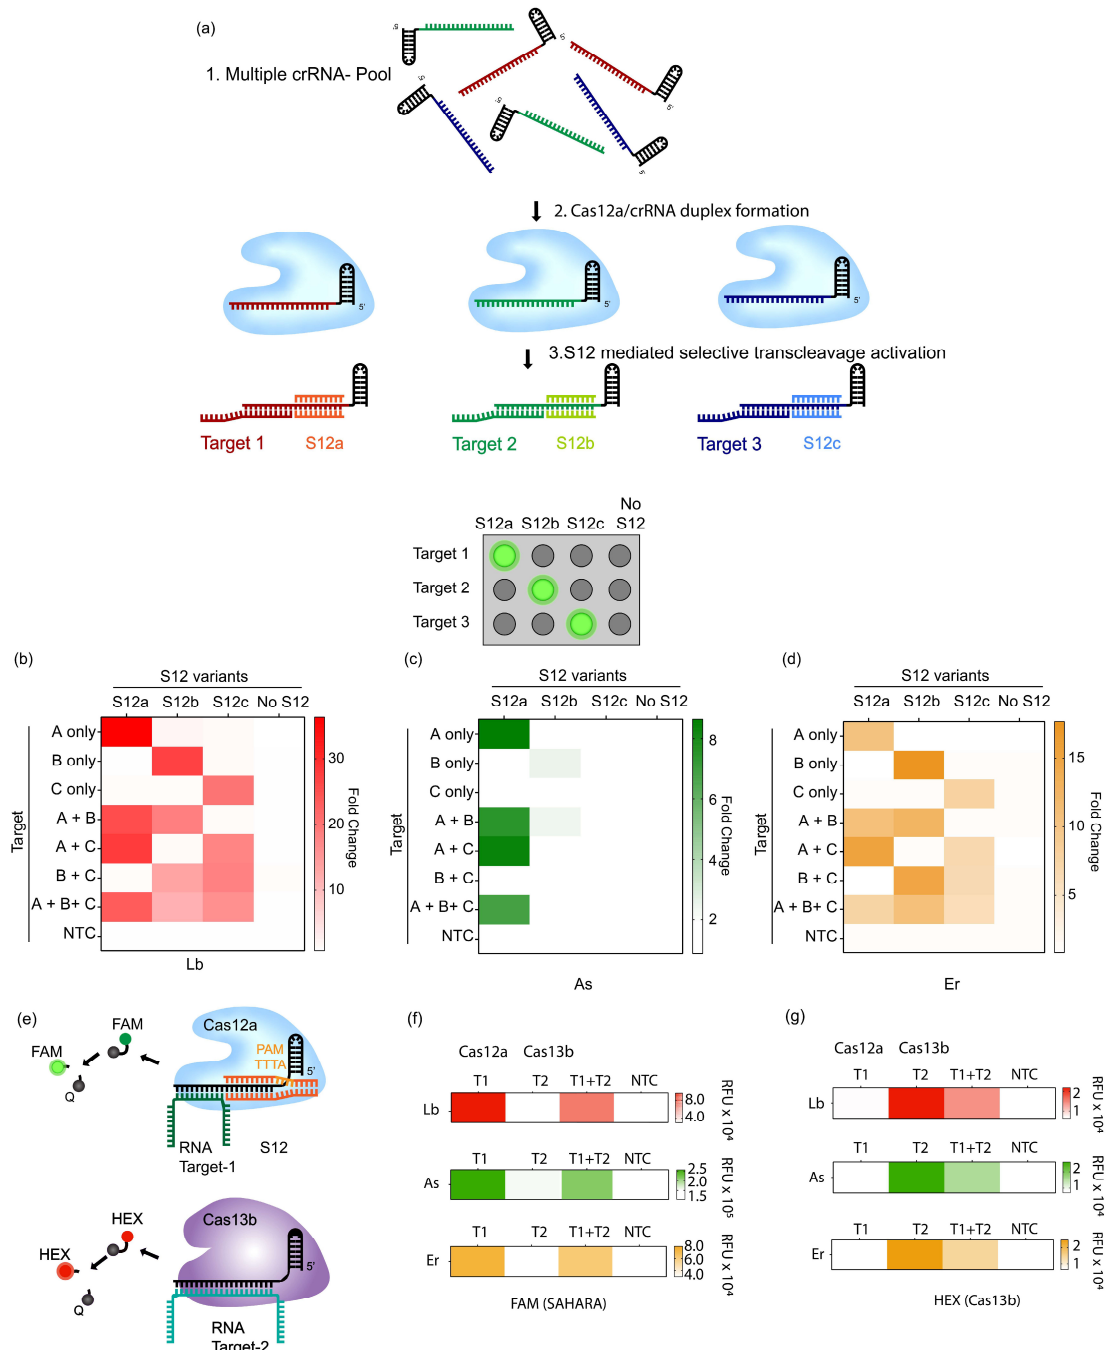 (a)
1. Multiple crRNA- Pool
5' 5' 5' 5' 5' 5'
2. Cas12a/crRNA duplex formation
5' 5' 5'
3.S12 mediated selective transcleavage activation
Target 1 S12a Target 2 S12b Target 3 S12c
No
S12a S12b S12c S12
Target 1
Target 2
Target 3
(b)
S12 variants
S12a S12b S12c No S12
Target
A only
B only
C only
A + B
A + C
B + C
A + B+ C
NTC
30
20
10
Fold Change
Lb
(c)
S12 variants
S12a S12b S12c No S12
Target
A only
B only
C only
A + B
A + C
B + C
A + B+ C
NTC
8
6
4
2
Fold Change
As
(d)
S12 variants
S12a S12b S12c No S12
Target
A only
B only
C only
A + B
A + C
B + C
A + B+ C
NTC
15
10
5
Fold Change
Er
(e)
FAM
FAM
Q
Cas12a
PAM
TTTA
5'
RNA
Target-1
S12
HEX
HEX
Q
Cas13b
5'
RNA
Target-2
(f)
Cas12a Cas13b
T1 T2 T1+T2 NTC
Lb
8.0
4.0
RFU x 10⁴
T1 T2 T1+T2 NTC
As
2.5
1.5
RFU x 10⁵
T1 T2 T1+T2 NTC
Er
8.0
4.0
RFU x 10⁴
FAM (SAHARA)
(g)
Cas12a Cas13b
T1 T2 T1+T2 NTC
Lb
2
1
RFU x 10⁴
T1 T2 T1+T2 NTC
As
2
1
RFU x 10⁴
T1 T2 T1+T2 NTC
Er
2
1
RFU x 10⁴
HEX (Cas13b)